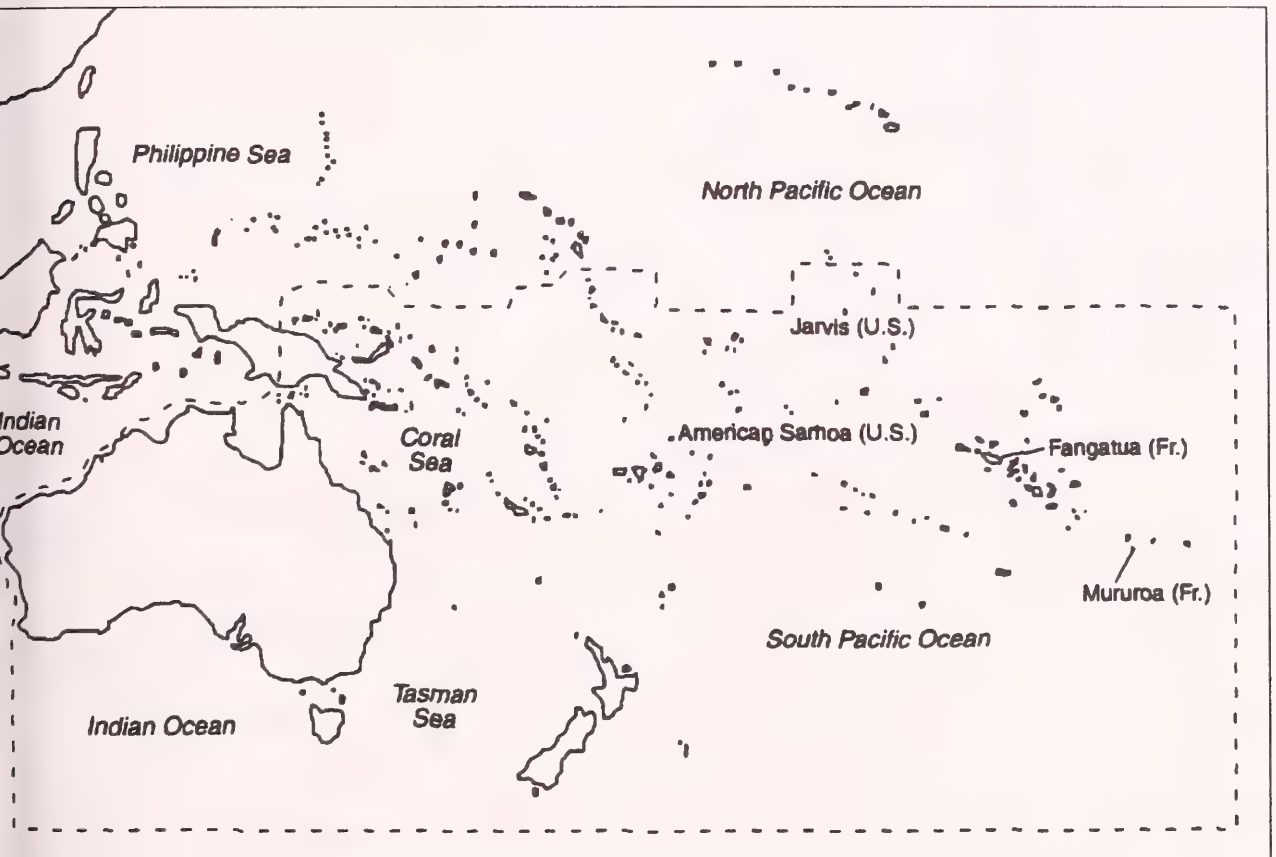 Philippine Sea
North Pacific Ocean
Jarvis (U.S.)
Indian
Ocean
Coral
Sea
American Samoa (U.S.)
Fangatua (Fr.)
Mururoa (Fr.)
South Pacific Ocean
Tasman
Sea
Indian Ocean